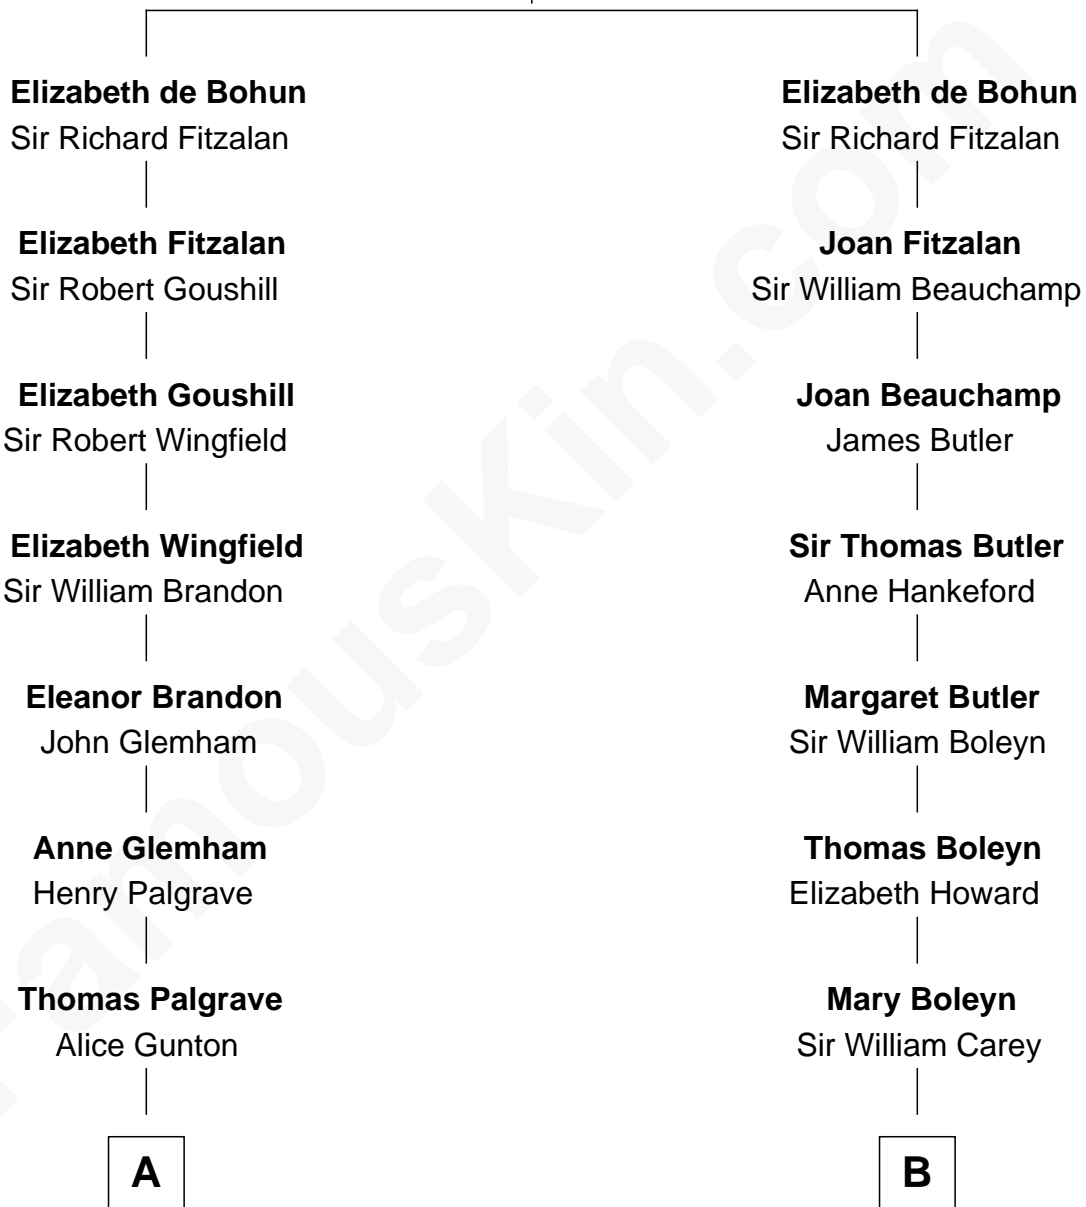 Elizabeth de Bohun
Sir Richard Fitzalan
Elizabeth Fitzalan
Sir Robert Goushill
Elizabeth Goushill
Sir Robert Wingfield
Elizabeth Wingfield
Sir William Brandon
Eleanor Brandon
John Glemham
Anne Glemham
Henry Palgrave
Thomas Palgrave
Alice Gunton
A
Elizabeth de Bohun
Sir Richard Fitzalan
Joan Fitzalan
Sir William Beauchamp
Joan Beauchamp
James Butler
Sir Thomas Butler
Anne Hankeford
Margaret Butler
Sir William Boleyn
Thomas Boleyn
Elizabeth Howard
Mary Boleyn
Sir William Carey
B
FamousKin.com